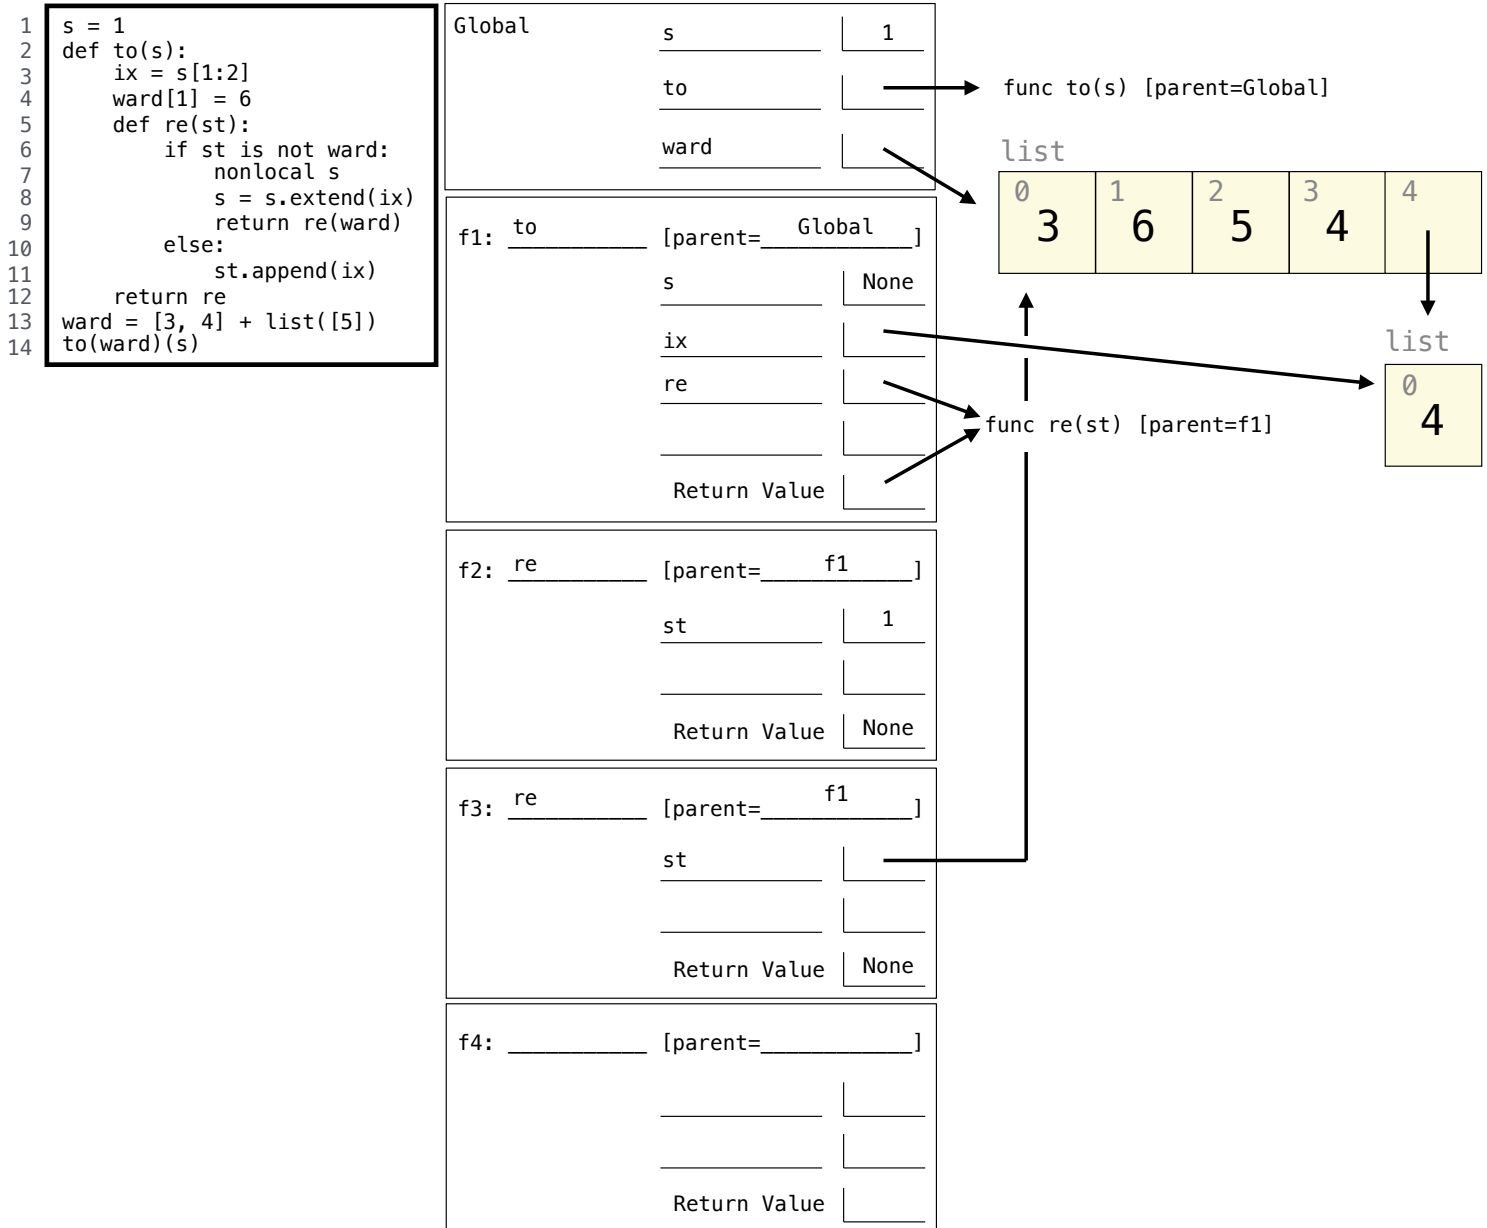 1 s = 1
2 def to(s):
3     ix = s[1:2]
4     ward[1] = 6
5     def re(st):
6         if st is not ward:
7             nonlocal s
8             s = s.extend(ix)
9             return re(ward)
10         else:
11             st.append(ix)
12     return re
13 ward = [3, 4] + list([5])
14 to(ward)(s)
Global
s 1
to
func to(s) [parent=Global]
ward
list
0 1 2 3 4
3 6 5 4
f1: to [parent=Global]
s None
ix
re
func re(st) [parent=f1]
Return Value
list
0
4
f2: re [parent=f1]
st 1
Return Value None
f3: re [parent=f1]
st
Return Value None
f4: ___________ [parent=____________]
Return Value